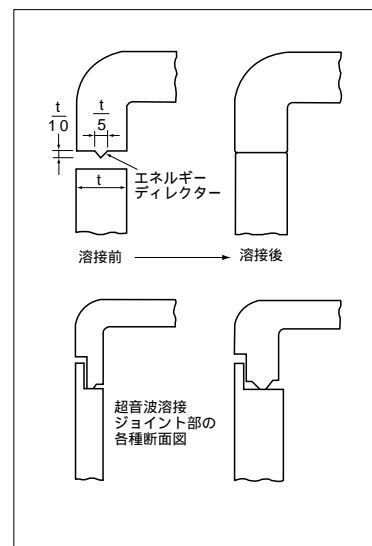 t
10
t
5
t
エネルギー
ディレクター
溶接前
溶接後
超音波溶接
ジョイント部の
各種断面図